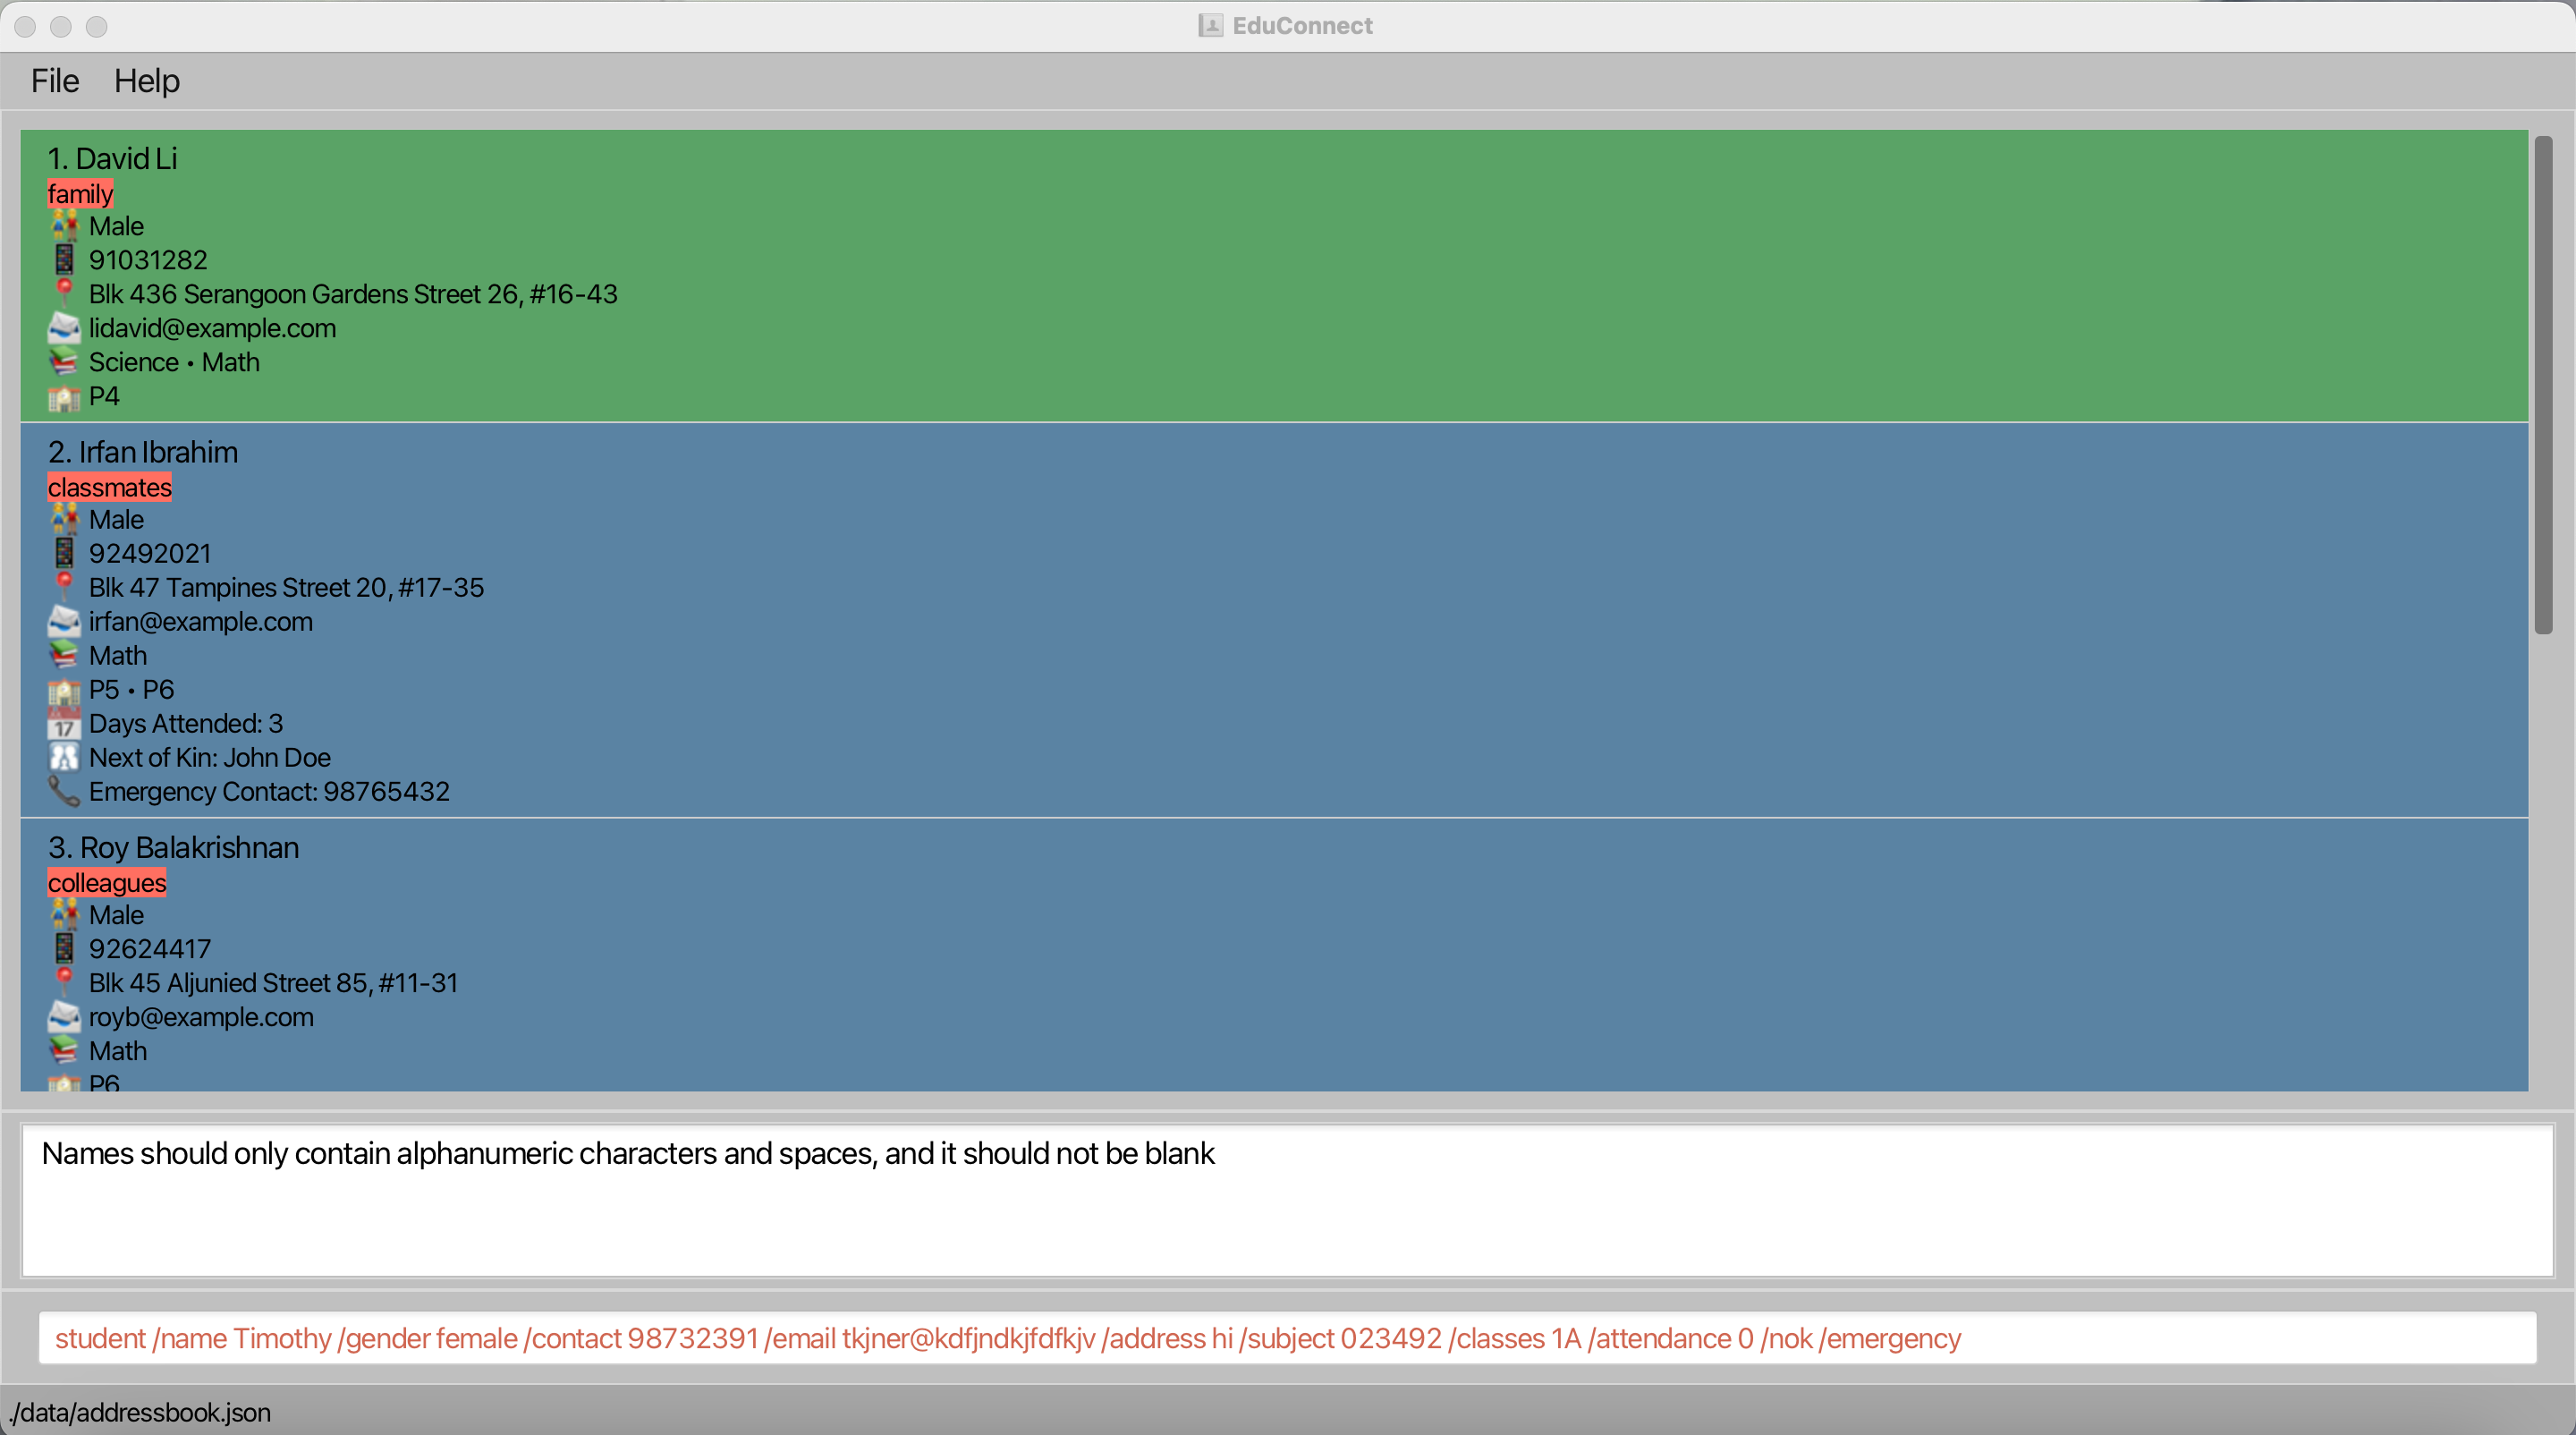 EduConnect
File Help
1. David Li
family
Male
91031282
Blk 436 Serangoon Gardens Street 26, #16-43
lidavid@example.com
Science • Math
P4
2. Irfan Ibrahim
classmates
Male
92492021
Blk 47 Tampines Street 20, #17-35
irfan@example.com
Math
P5 • P6
17 Days Attended: 3
Next of Kin: John Doe
Emergency Contact: 98765432
3. Roy Balakrishnan
colleagues
Male
92624417
Blk 45 Aljunied Street 85, #11-31
royb@example.com
Math
P6
Names should only contain alphanumeric characters and spaces, and it should not be blank
student /name Timothy /gender female /contact 98732391 /email tkjner@kdfjndkjfdfkjv /address hi /subject 023492 /classes 1A /attendance 0 /nok /emergency
./data/addressbook.json